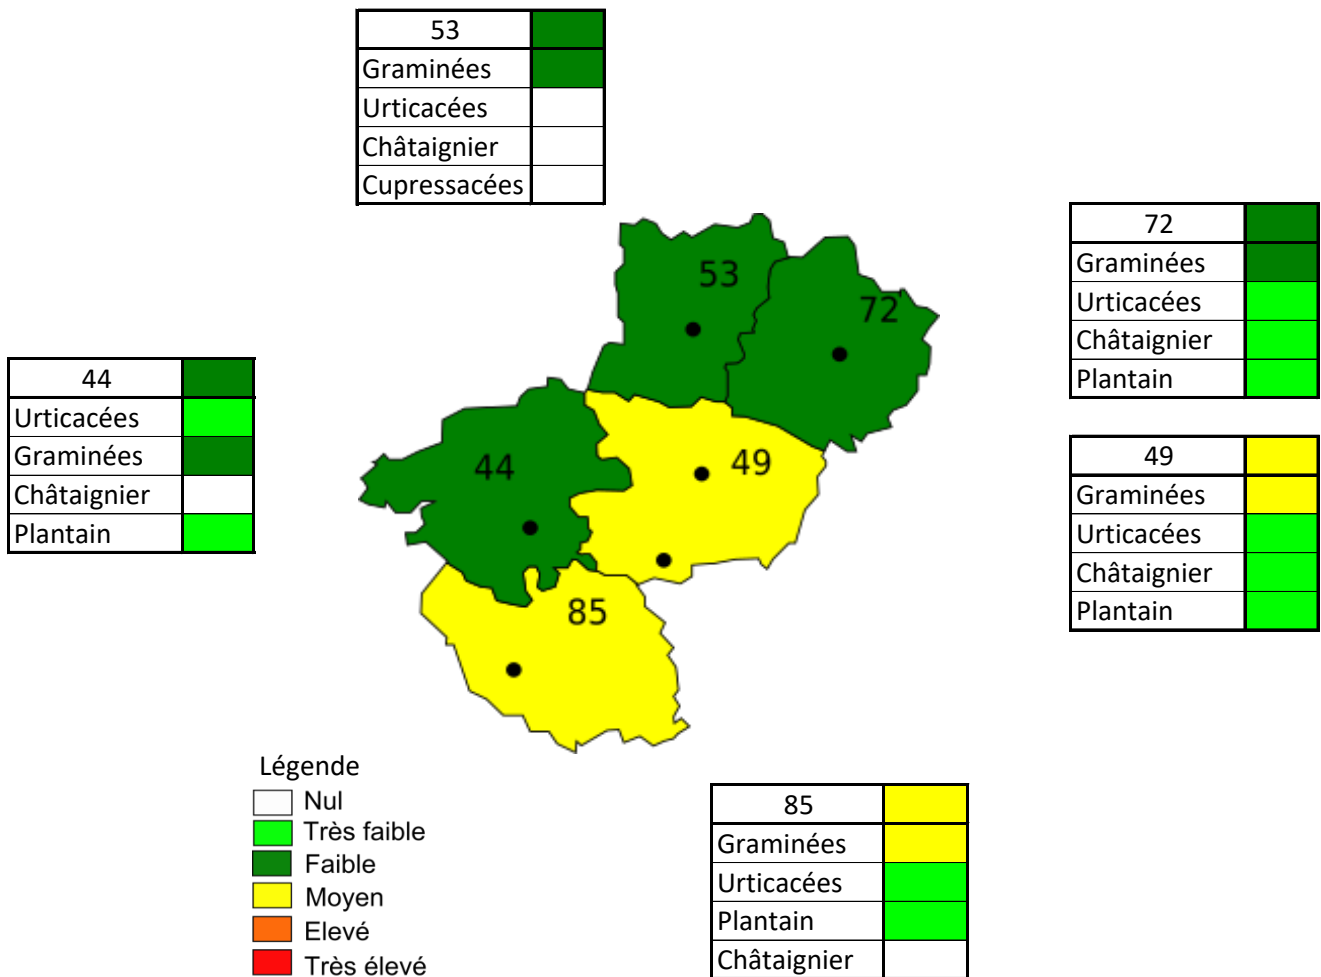 53
Graminées
Urticacées
Châtaignier
Cupressacées
72
Graminées
Urticacées
Châtaignier
Plantain
44
Urticacées
Graminées
Châtaignier
Plantain
49
Graminées
Urticacées
Châtaignier
Plantain
53
72
44
49
85
Légende
Nul
Très faible
Faible
Moyen
Elevé
Très élevé
85
Graminées
Urticacées
Plantain
Châtaignier